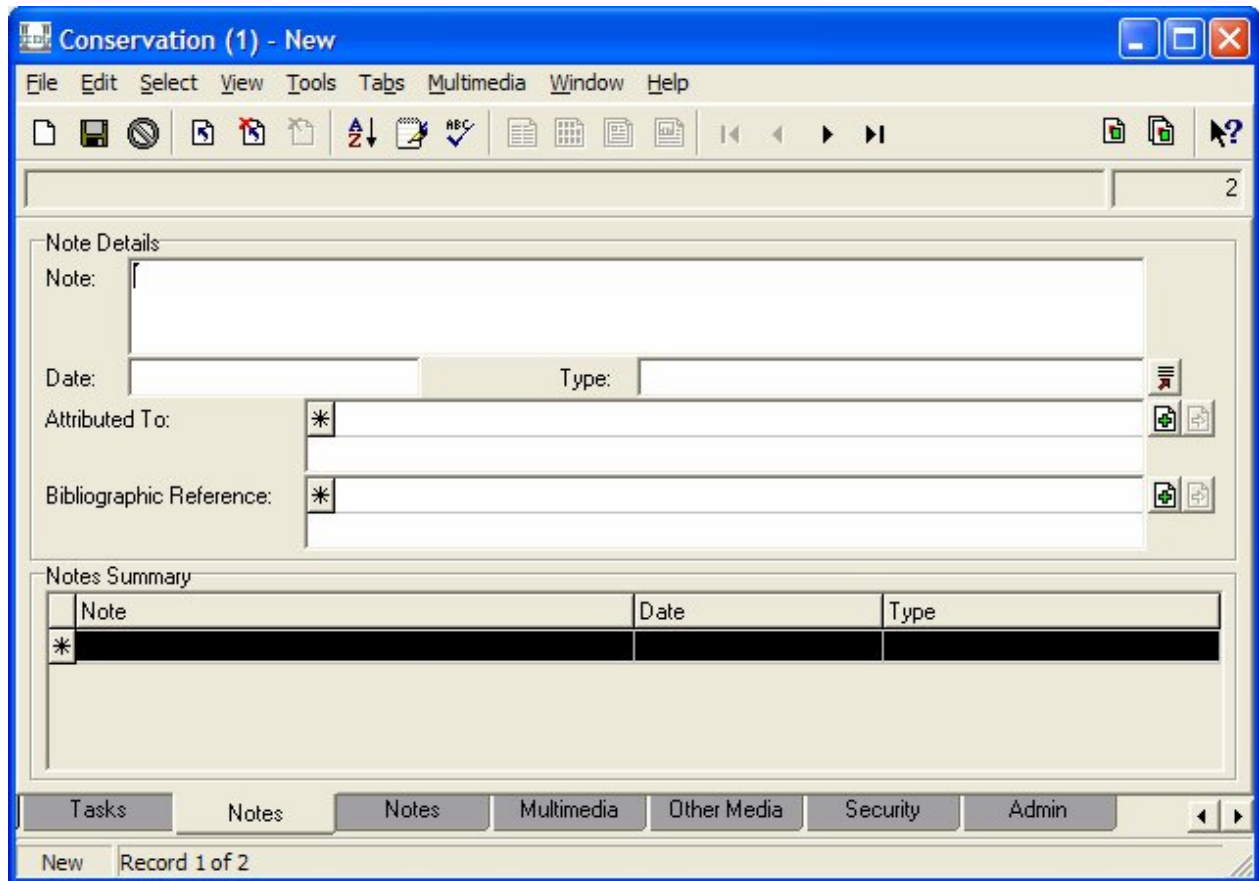 Conservation (1) - New
File Edit Select View Tools Tabs Multimedia Window Help
2
Note Details
Note:
Date: Type:
Attributed To:
Bibliographic Reference:
Notes Summary
Note Date Type
Tasks Notes Notes Multimedia Other Media Security Admin
New Record 1 of 2